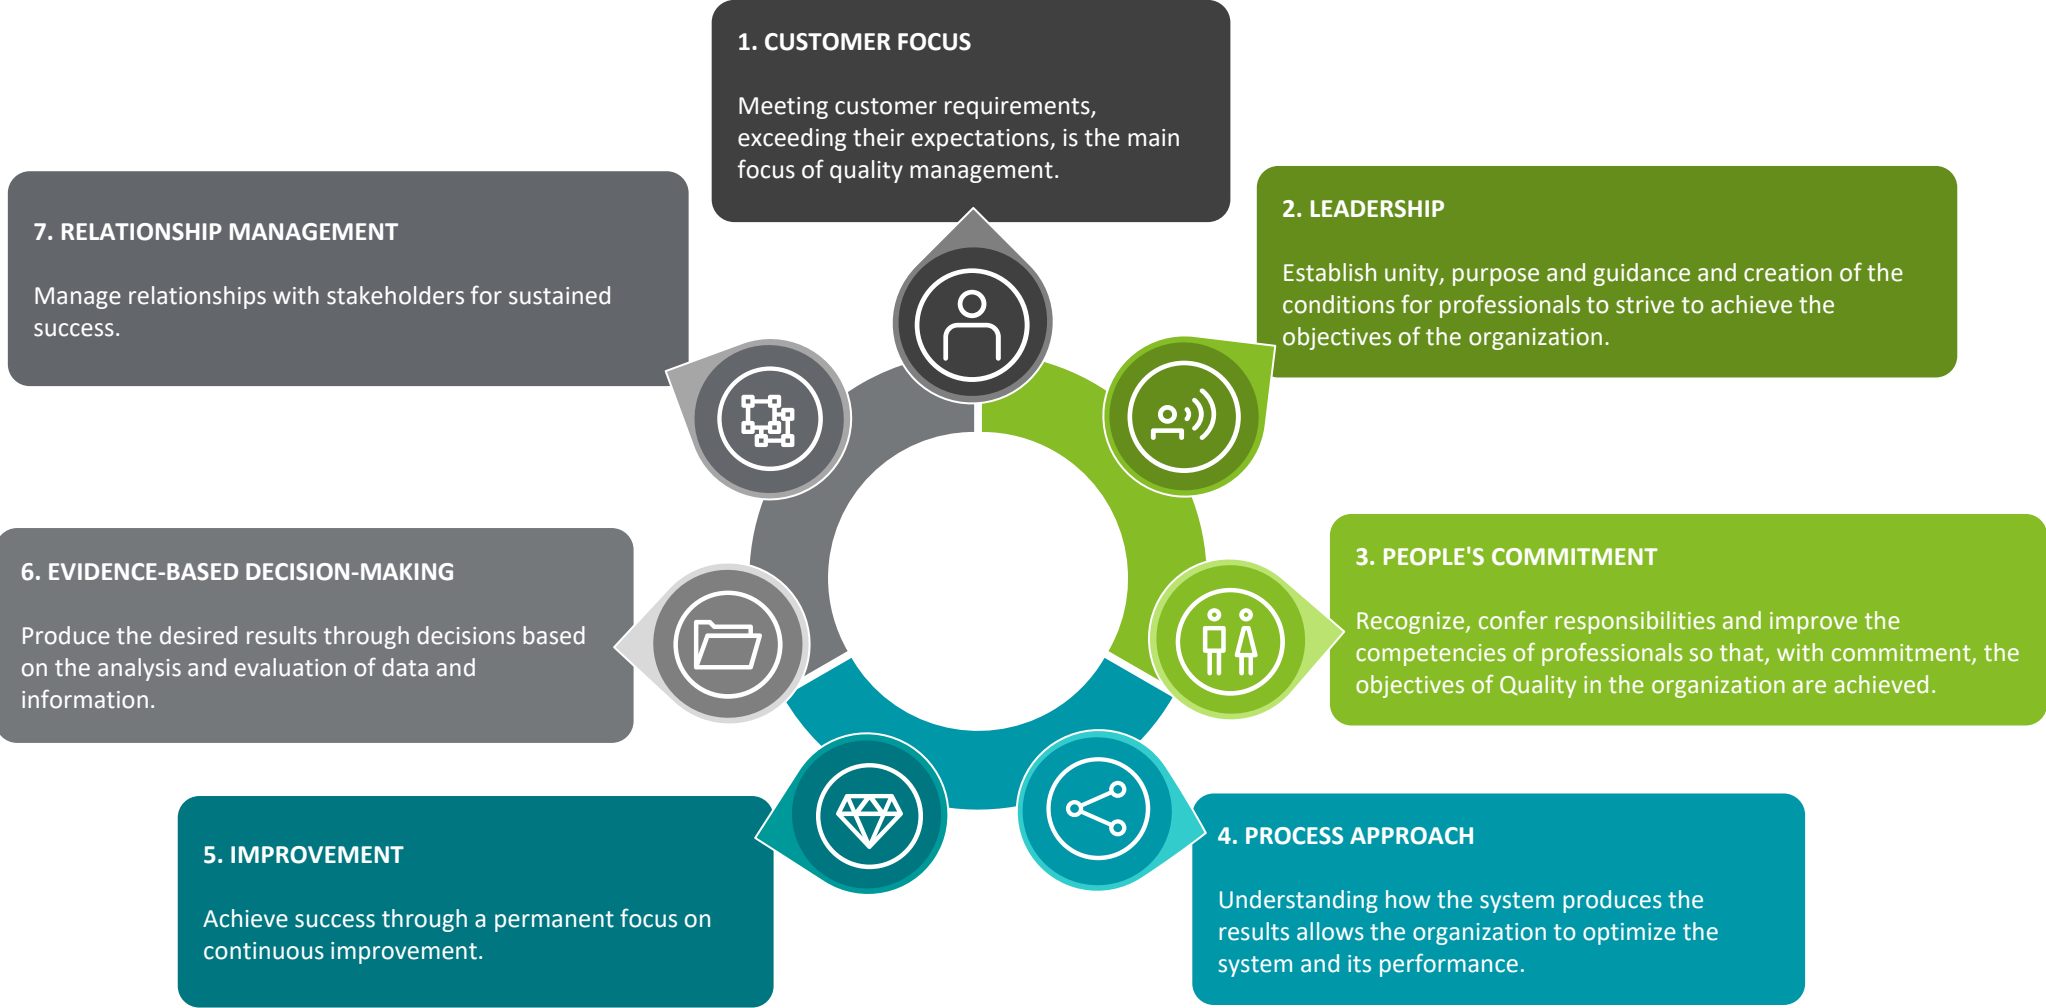 1. CUSTOMER FOCUS
Meeting customer requirements,
exceeding their expectations, is the main
focus of quality management.
2. LEADERSHIP
Establish unity, purpose and guidance and creation of the
conditions for professionals to strive to achieve the
objectives of the organization.
3. PEOPLE'S COMMITMENT
Recognize, confer responsibilities and improve the
competencies of professionals so that, with commitment, the
objectives of Quality in the organization are achieved.
4. PROCESS APPROACH
Understanding how the system produces the
results allows the organization to optimize the
system and its performance.
5. IMPROVEMENT
Achieve success through a permanent focus on
continuous improvement.
6. EVIDENCE-BASED DECISION-MAKING
Produce the desired results through decisions based
on the analysis and evaluation of data and
information.
7. RELATIONSHIP MANAGEMENT
Manage relationships with stakeholders for sustained
success.